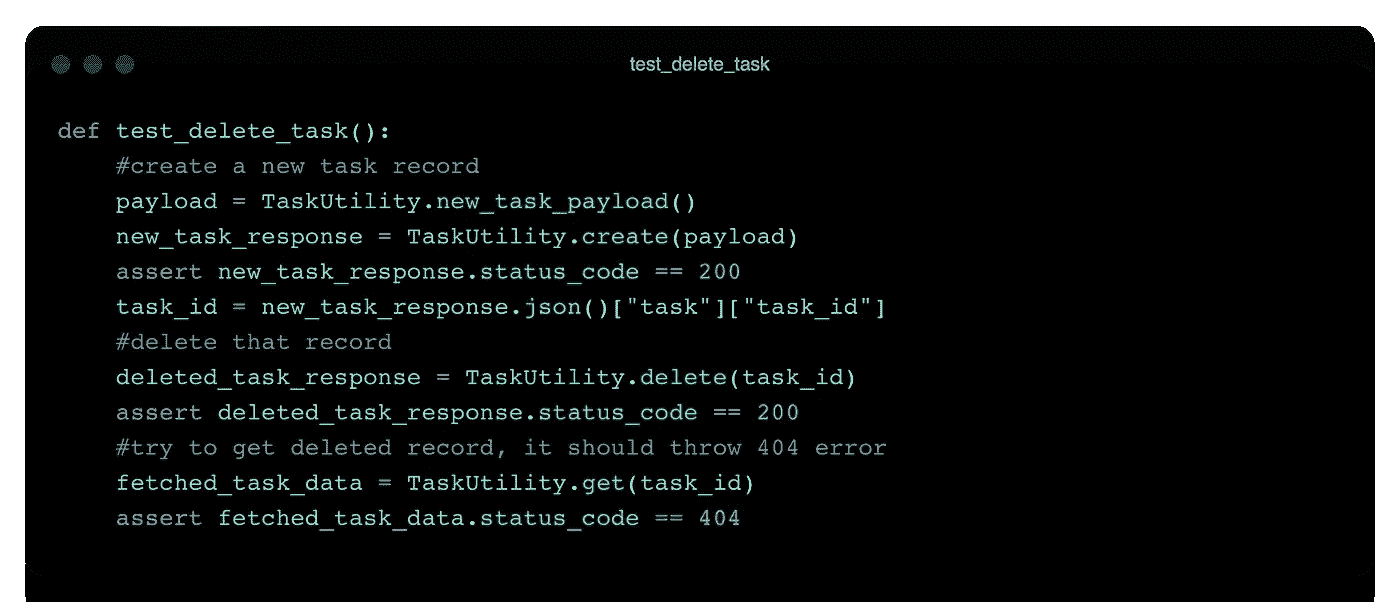 test_delete_task
def test_delete_task():
    #create a new task record
    payload = TaskUtility.new_task_payload()
    new_task_response = TaskUtility.create(payload)
    assert new_task_response.status_code == 200
    task_id = new_task_response.json()["task"]["task_id"]
    #delete that record
    deleted_task_response = TaskUtility.delete(task_id)
    assert deleted_task_response.status_code == 200
    #try to get deleted record, it should throw 404 error
    fetched_task_data = TaskUtility.get(task_id)
    assert fetched_task_data.status_code == 404